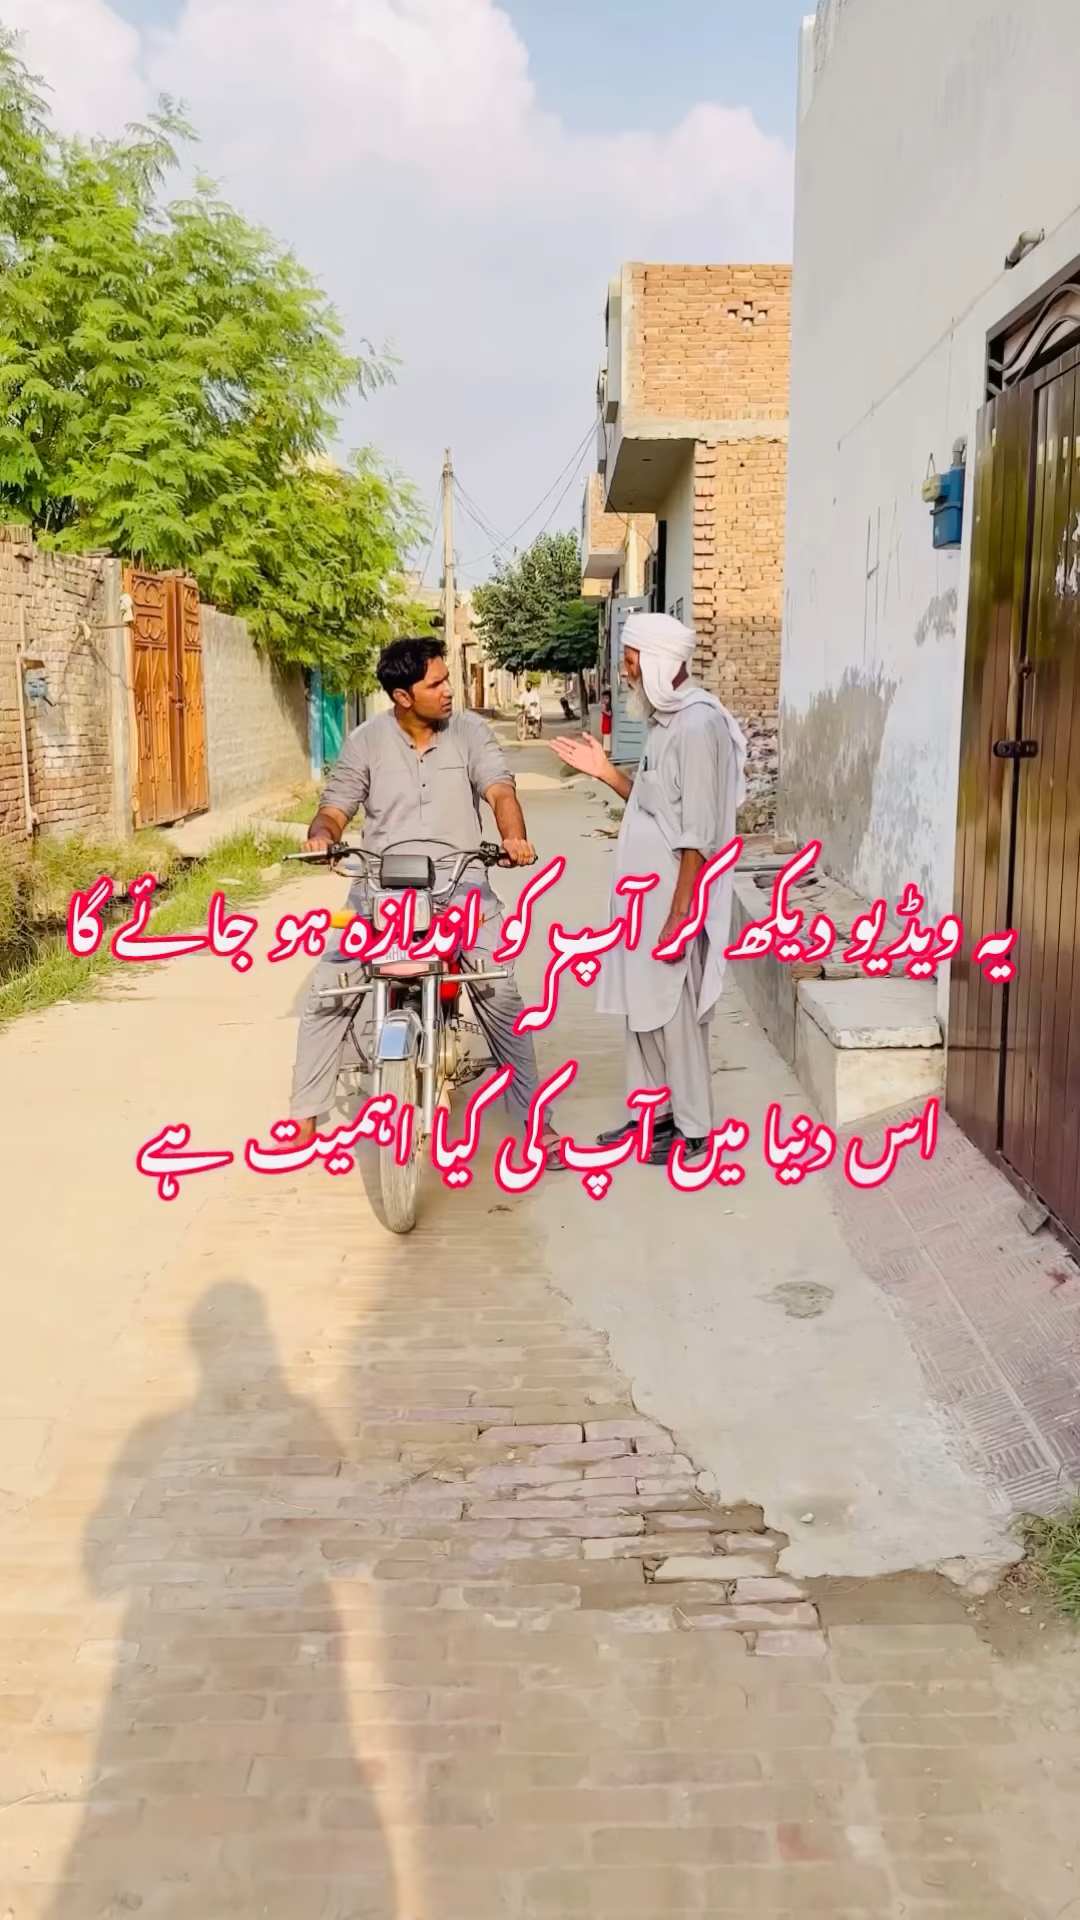 یہ ویڈیو دیکھ کر آپ کو اندازہ ہو جائے گا
کہ
اس دنیا میں آپ کی کیا اہمیت ہے